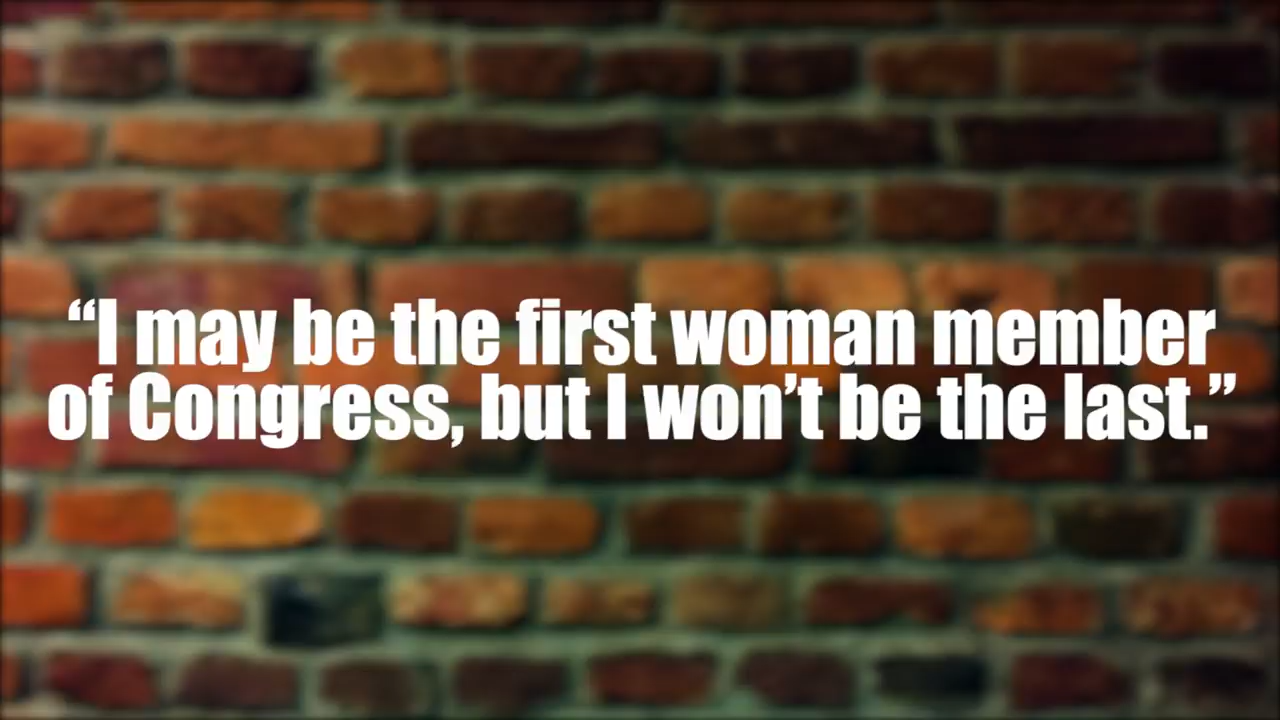 “I may be the first woman member
of Congress, but I won’t be the last.”